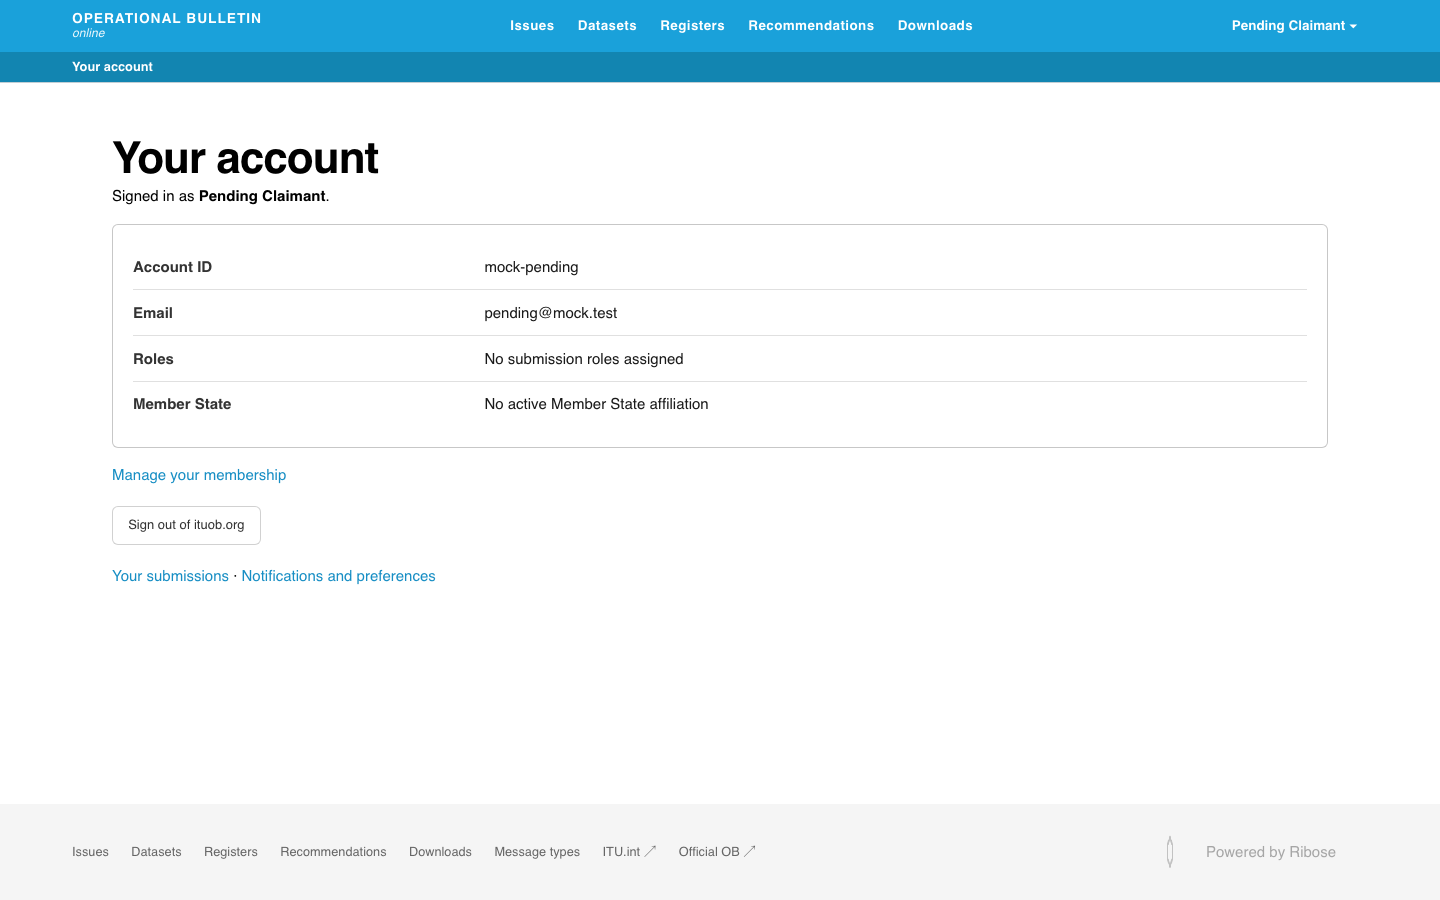 OPERATIONAL BULLETIN
online
Issues Datasets Registers Recommendations Downloads
Pending Claimant
Your account
Your account
Signed in as Pending Claimant.
Account ID mock-pending
Email pending@mock.test
Roles No submission roles assigned
Member State No active Member State affiliation
Manage your membership
Sign out of ituob.org
Your submissions · Notifications and preferences
Issues Datasets Registers Recommendations Downloads Message types ITU.int ↗ Official OB ↗
Powered by Ribose